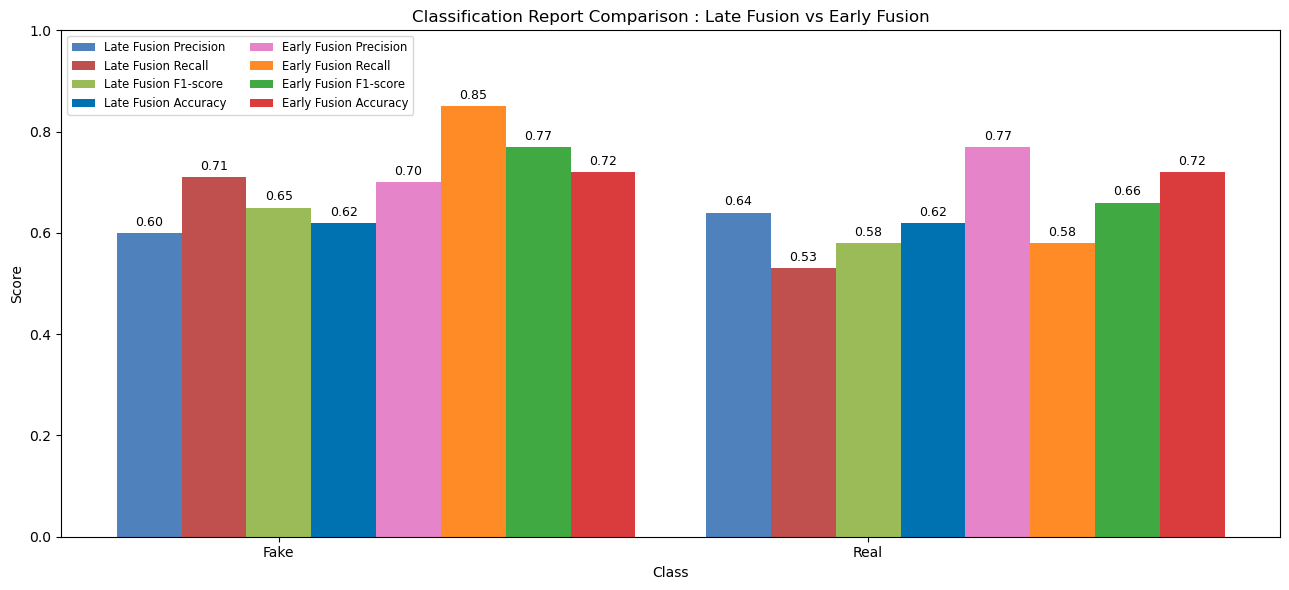 Classification Report Comparison : Late Fusion vs Early Fusion
Late Fusion Precision
Late Fusion Recall
Late Fusion F1-score
Late Fusion Accuracy
Early Fusion Precision
Early Fusion Recall
Early Fusion F1-score
Early Fusion Accuracy
Score
1.0
0.8
0.6
0.4
0.2
0.0
0.60
0.71
0.65
0.62
0.70
0.85
0.77
0.72
0.64
0.53
0.58
0.62
0.77
0.58
0.66
0.72
Fake
Real
Class